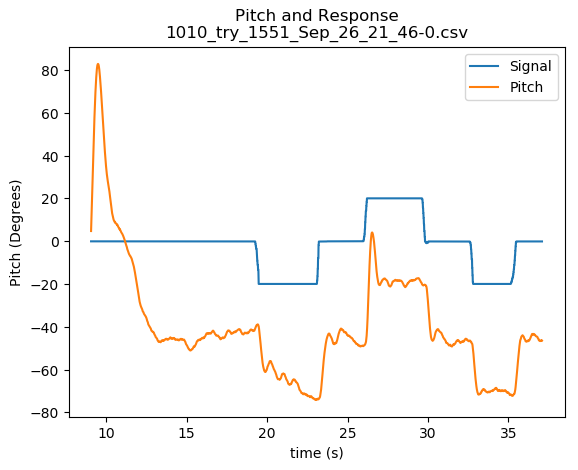 Pitch and Response
1010_try_1551_Sep_26_21_46-0.csv
Signal
Pitch
Pitch (Degrees)
80
60
40
20
0
−20
−40
−60
−80
10
15
20
25
30
35
time (s)